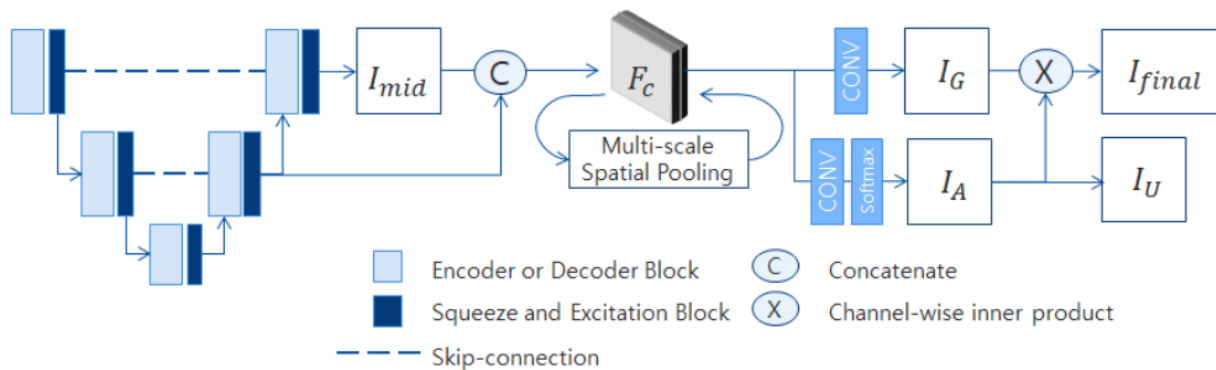 I_mid
C
F_c
Multi-scale
Spatial Pooling
CONV
I_G
X
I_final
CONV
Softmax
I_A
I_U
Encoder or Decoder Block
C
Concatenate
Squeeze and Excitation Block
X
Channel-wise inner product
Skip-connection